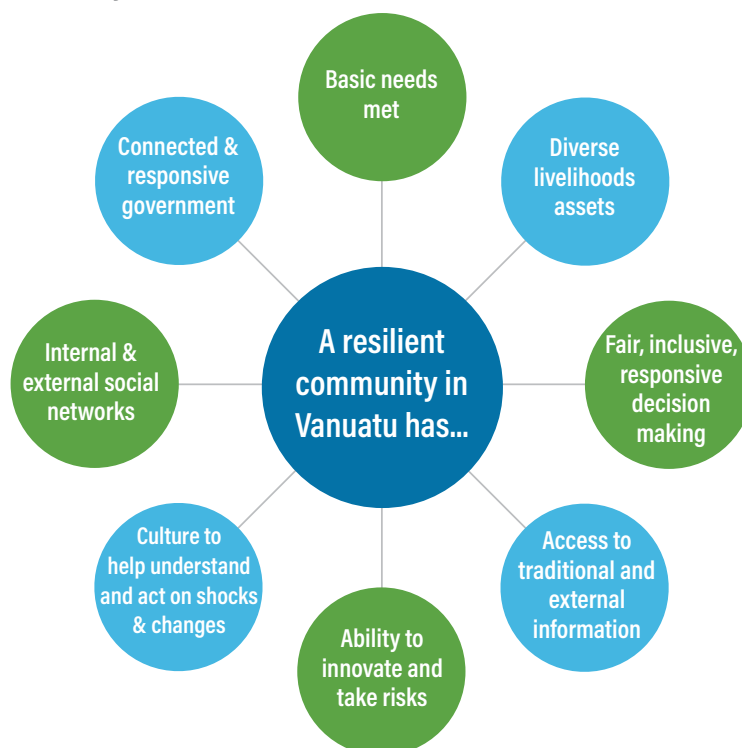 Basic needs
met
Connected &
responsive
government
Diverse
livelihoods
assets
A resilient
community in
Vanuatu has...
Internal &
external social
networks
Fair, inclusive,
responsive
decision
making
Culture to
help understand
and act on shocks
& changes
Access to
traditional and
external
information
Ability to
innovate and
take risks